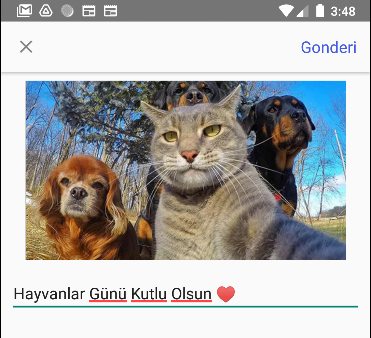 3:48
Gonderi
Hayvanlar Günü Kutlu Olsun ❤️